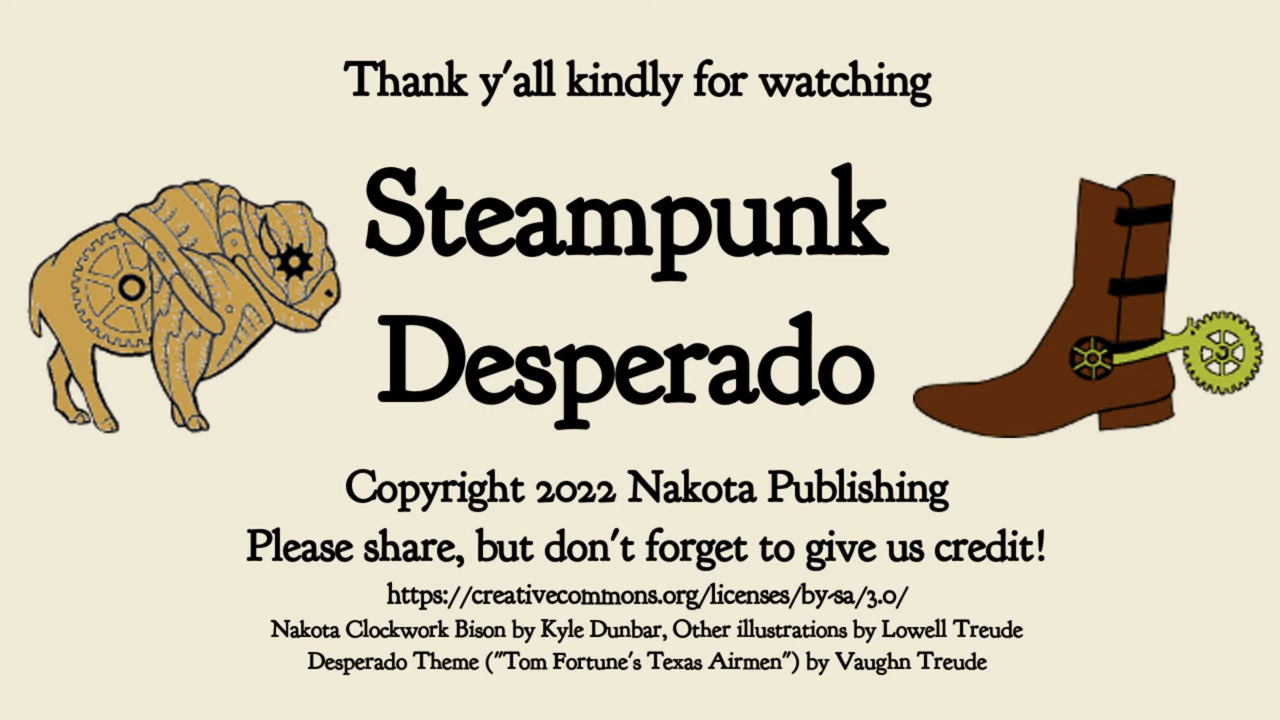 Thank y'all kindly for watching
Steampunk
Desperado
Copyright 2022 Nakota Publishing
Please share, but don't forget to give us credit!
https://creativecommons.org/licenses/by-sa/3.0/
Nakota Clockwork Bison by Kyle Dunbar, Other illustrations by Lowell Treude
Desperado Theme ("Tom Fortune's Texas Airmen") by Vaughn Treude